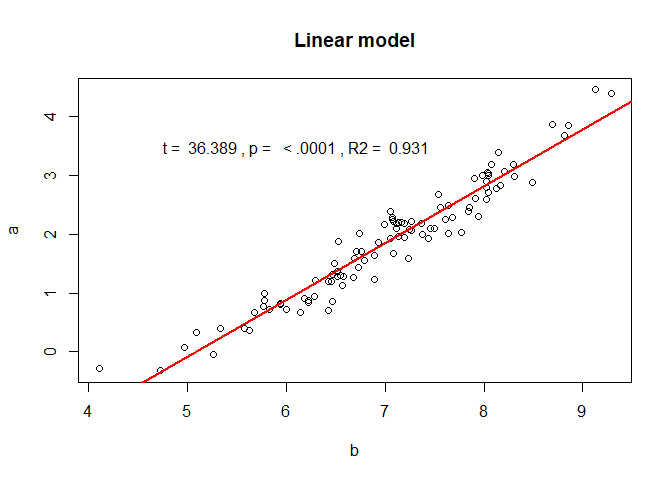 Linear model
t = 36.389 , p = < .0001 , R2 = 0.931
4
3
2
1
0
a
4 5 6 7 8 9
b